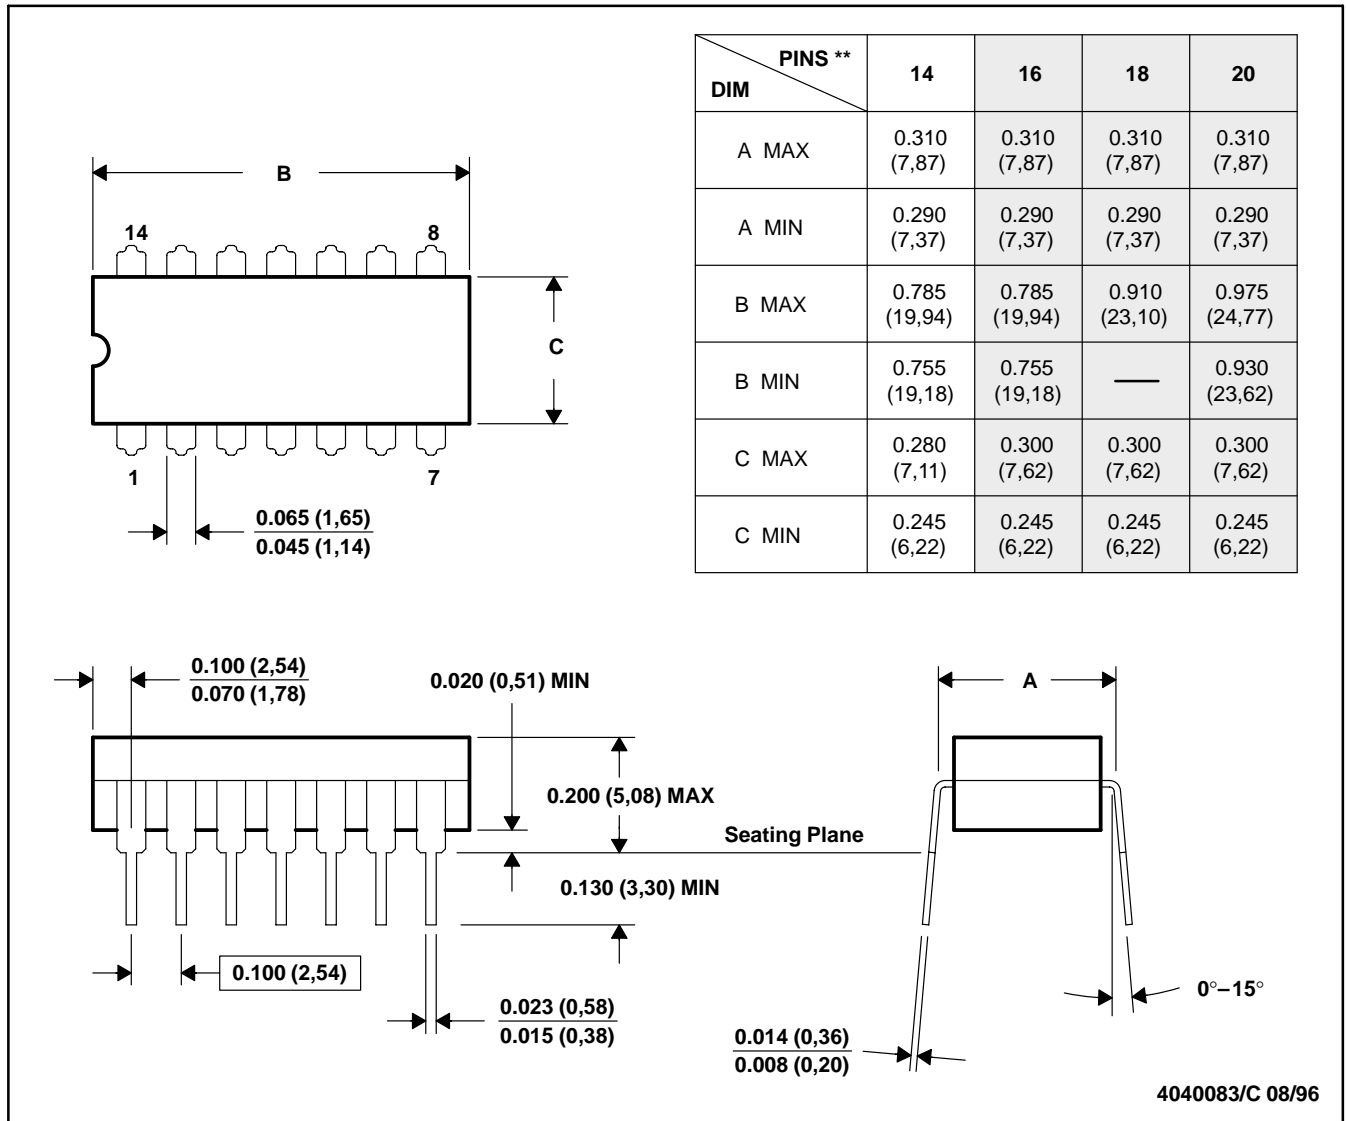 PINS **
DIM
14 16 18 20
A MAX 0.310 (7,87) 0.310 (7,87) 0.310 (7,87) 0.310 (7,87)
A MIN 0.290 (7,37) 0.290 (7,37) 0.290 (7,37) 0.290 (7,37)
B MAX 0.785 (19,94) 0.785 (19,94) 0.910 (23,10) 0.975 (24,77)
B MIN 0.755 (19,18) 0.755 (19,18) — 0.930 (23,62)
C MAX 0.280 (7,11) 0.300 (7,62) 0.300 (7,62) 0.300 (7,62)
C MIN 0.245 (6,22) 0.245 (6,22) 0.245 (6,22) 0.245 (6,22)
B
14 8
C
1 7
0.065 (1,65)
0.045 (1,14)
0.100 (2,54)
0.070 (1,78)
0.020 (0,51) MIN
0.200 (5,08) MAX
Seating Plane
0.130 (3,30) MIN
0.100 (2,54)
0.023 (0,58)
0.015 (0,38)
A
0°–15°
0.014 (0,36)
0.008 (0,20)
4040083/C 08/96